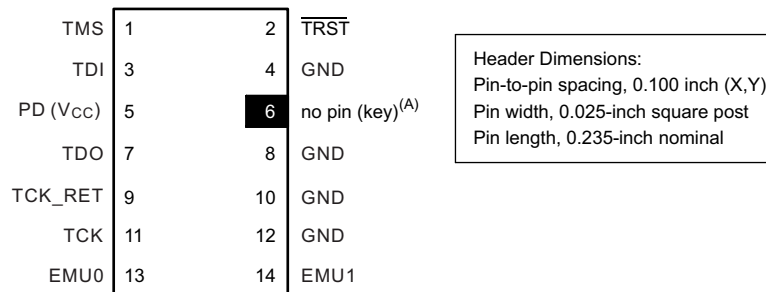 TMS 1 2 TRST
TDI 3 4 GND
PD (VCC) 5 6 no pin (key)(A)
TDO 7 8 GND
TCK_RET 9 10 GND
TCK 11 12 GND
EMU0 13 14 EMU1
Header Dimensions:
Pin-to-pin spacing, 0.100 inch (X,Y)
Pin width, 0.025-inch square post
Pin length, 0.235-inch nominal